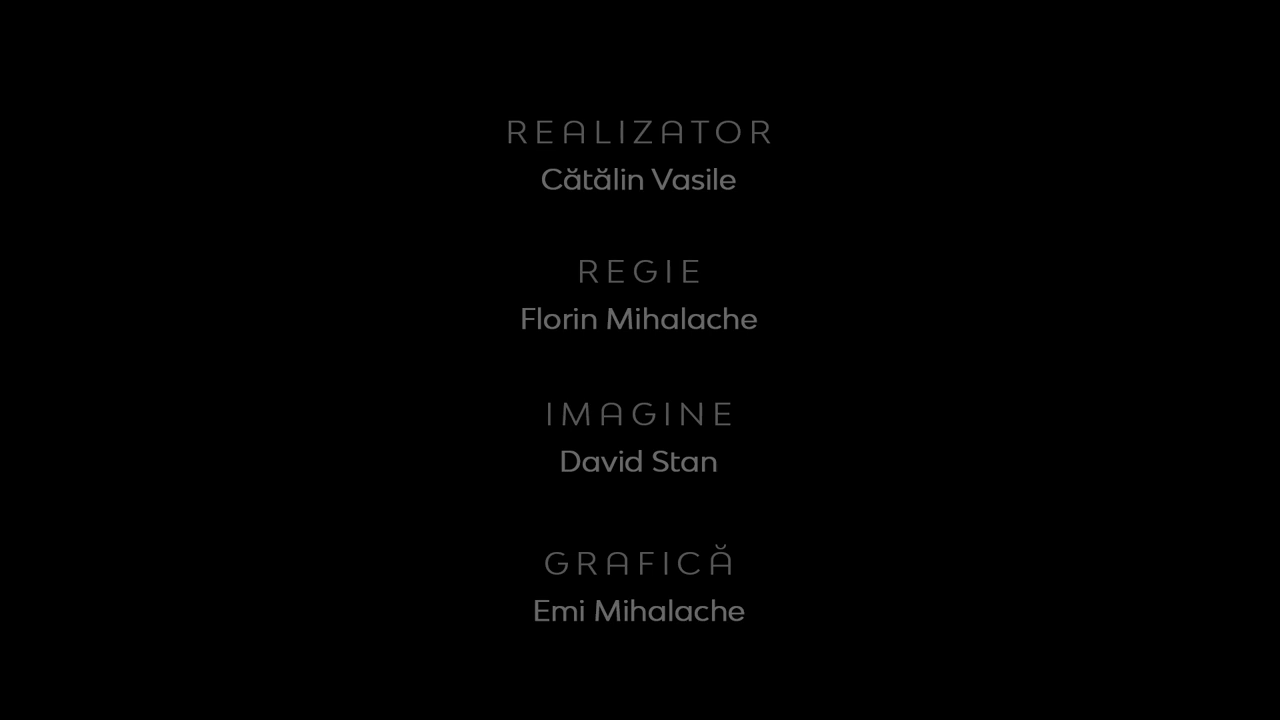 REALIZATOR
Cătălin Vasile
REGIE
Florin Mihalache
IMAGINE
David Stan
GRAFICĂ
Emi Mihalache